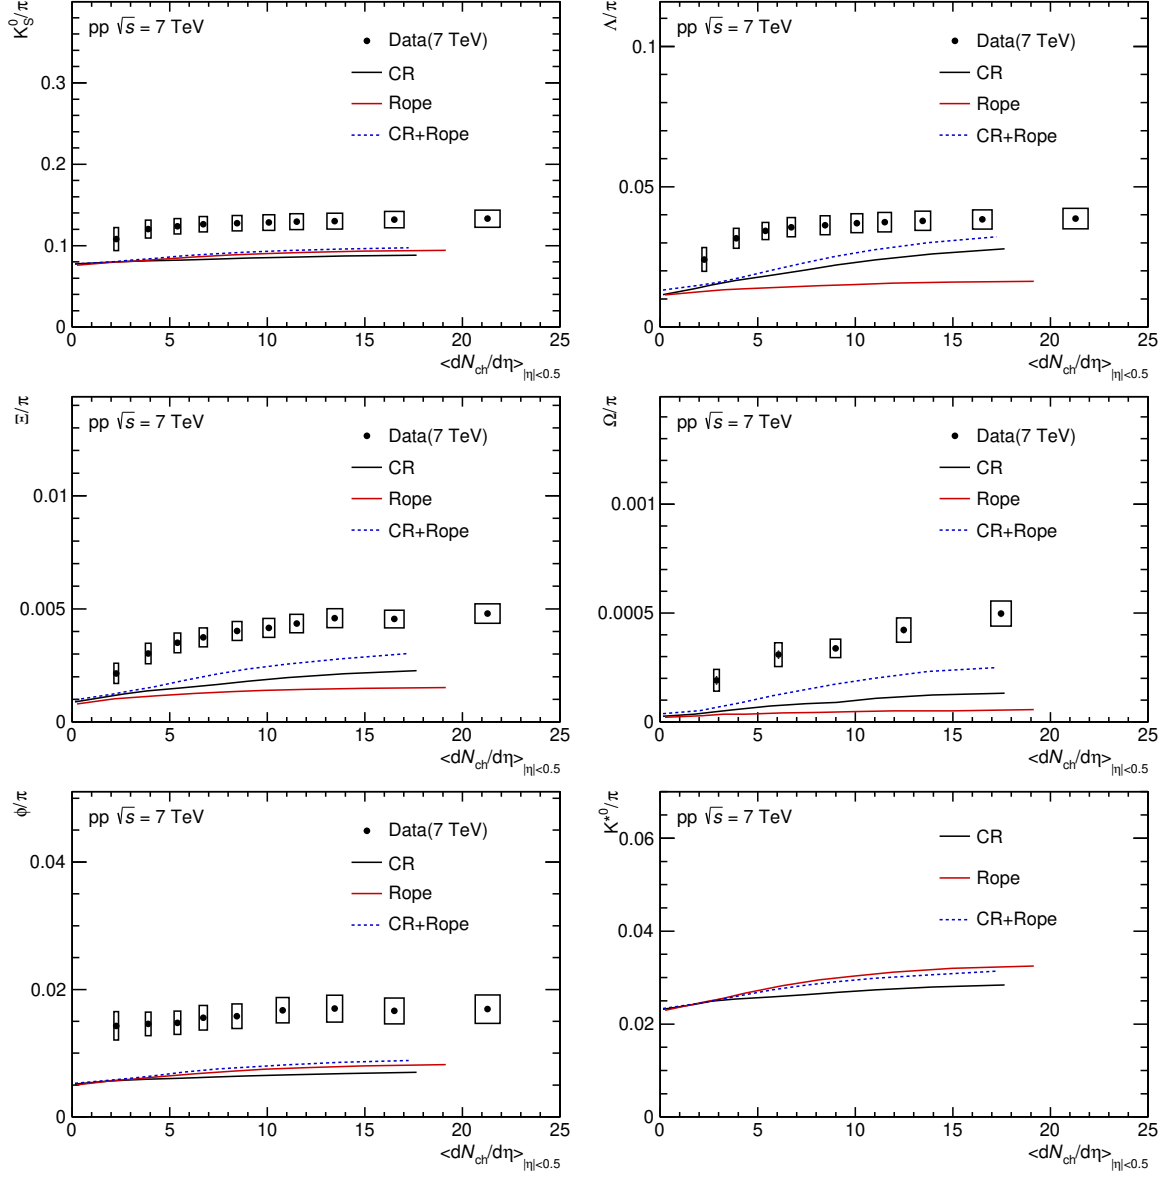 K⁰_S/π
pp √s = 7 TeV
Data(7 TeV)
CR
Rope
CR+Rope
0.3
0.2
0.1
0
0 5 10 15 20 25
<dN_ch/dη>_|η|<0.5
Λ/π
pp √s = 7 TeV
Data(7 TeV)
CR
Rope
CR+Rope
0.1
0.05
0
0 5 10 15 20 25
<dN_ch/dη>_|η|<0.5
Ξ/π
pp √s = 7 TeV
Data(7 TeV)
CR
Rope
CR+Rope
0.01
0.005
0
0 5 10 15 20 25
<dN_ch/dη>_|η|<0.5
Ω/π
pp √s = 7 TeV
Data(7 TeV)
CR
Rope
CR+Rope
0.001
0.0005
0
0 5 10 15 20 25
<dN_ch/dη>_|η|<0.5
ϕ/π
pp √s = 7 TeV
Data(7 TeV)
CR
Rope
CR+Rope
0.04
0.02
0
0 5 10 15 20 25
<dN_ch/dη>_|η|<0.5
K*⁰/π
pp √s = 7 TeV
CR
Rope
CR+Rope
0.06
0.04
0.02
0
0 5 10 15 20 25
<dN_ch/dη>_|η|<0.5